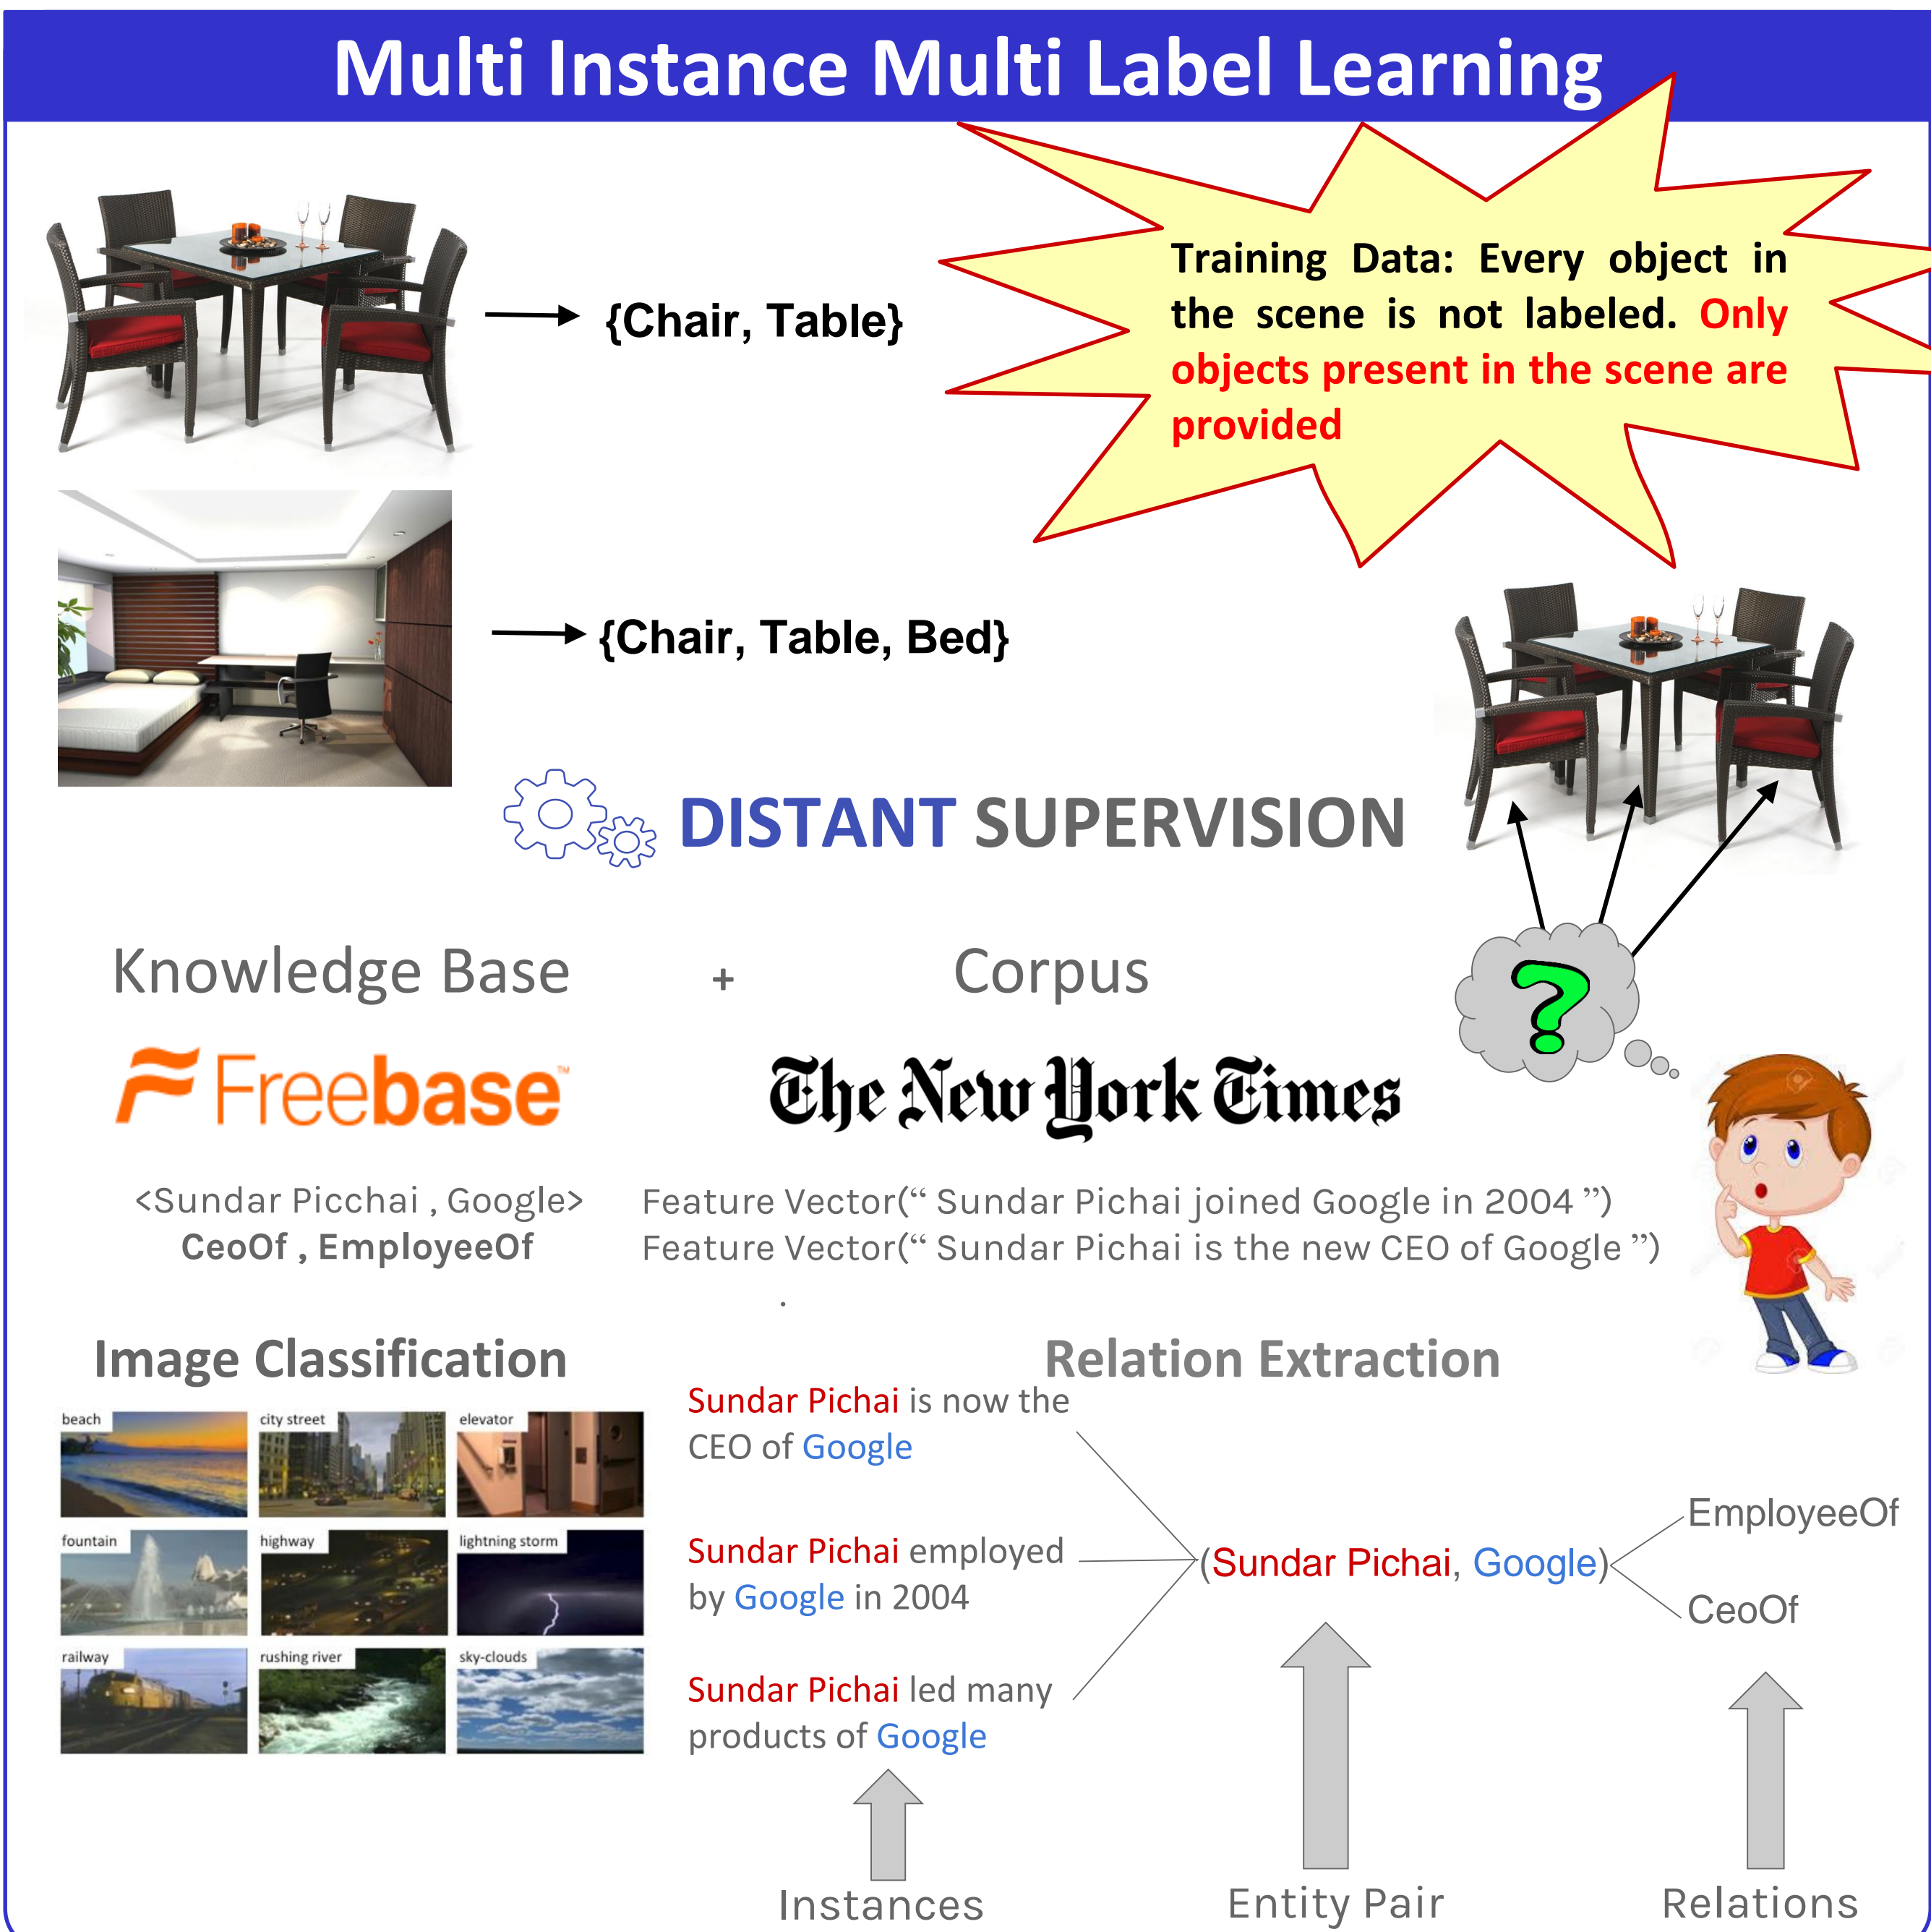 Multi Instance Multi Label Learning
Training Data: Every object in
the scene is not labeled. Only
objects present in the scene are
provided
{Chair, Table}
{Chair, Table, Bed}
DISTANT SUPERVISION
Knowledge Base + Corpus
Freebase™
The New York Times
?
<Sundar Picchai , Google>
CeoOf , EmployeeOf
Feature Vector(“ Sundar Pichai joined Google in 2004 ”)
Feature Vector(“ Sundar Pichai is the new CEO of Google ”)
.
Image Classification
beach
city street
elevator
fountain
highway
lightning storm
railway
rushing river
sky-clouds
Relation Extraction
Sundar Pichai is now the
CEO of Google
Sundar Pichai employed
by Google in 2004
Sundar Pichai led many
products of Google
(Sundar Pichai, Google)
EmployeeOf
CeoOf
Instances
Entity Pair
Relations